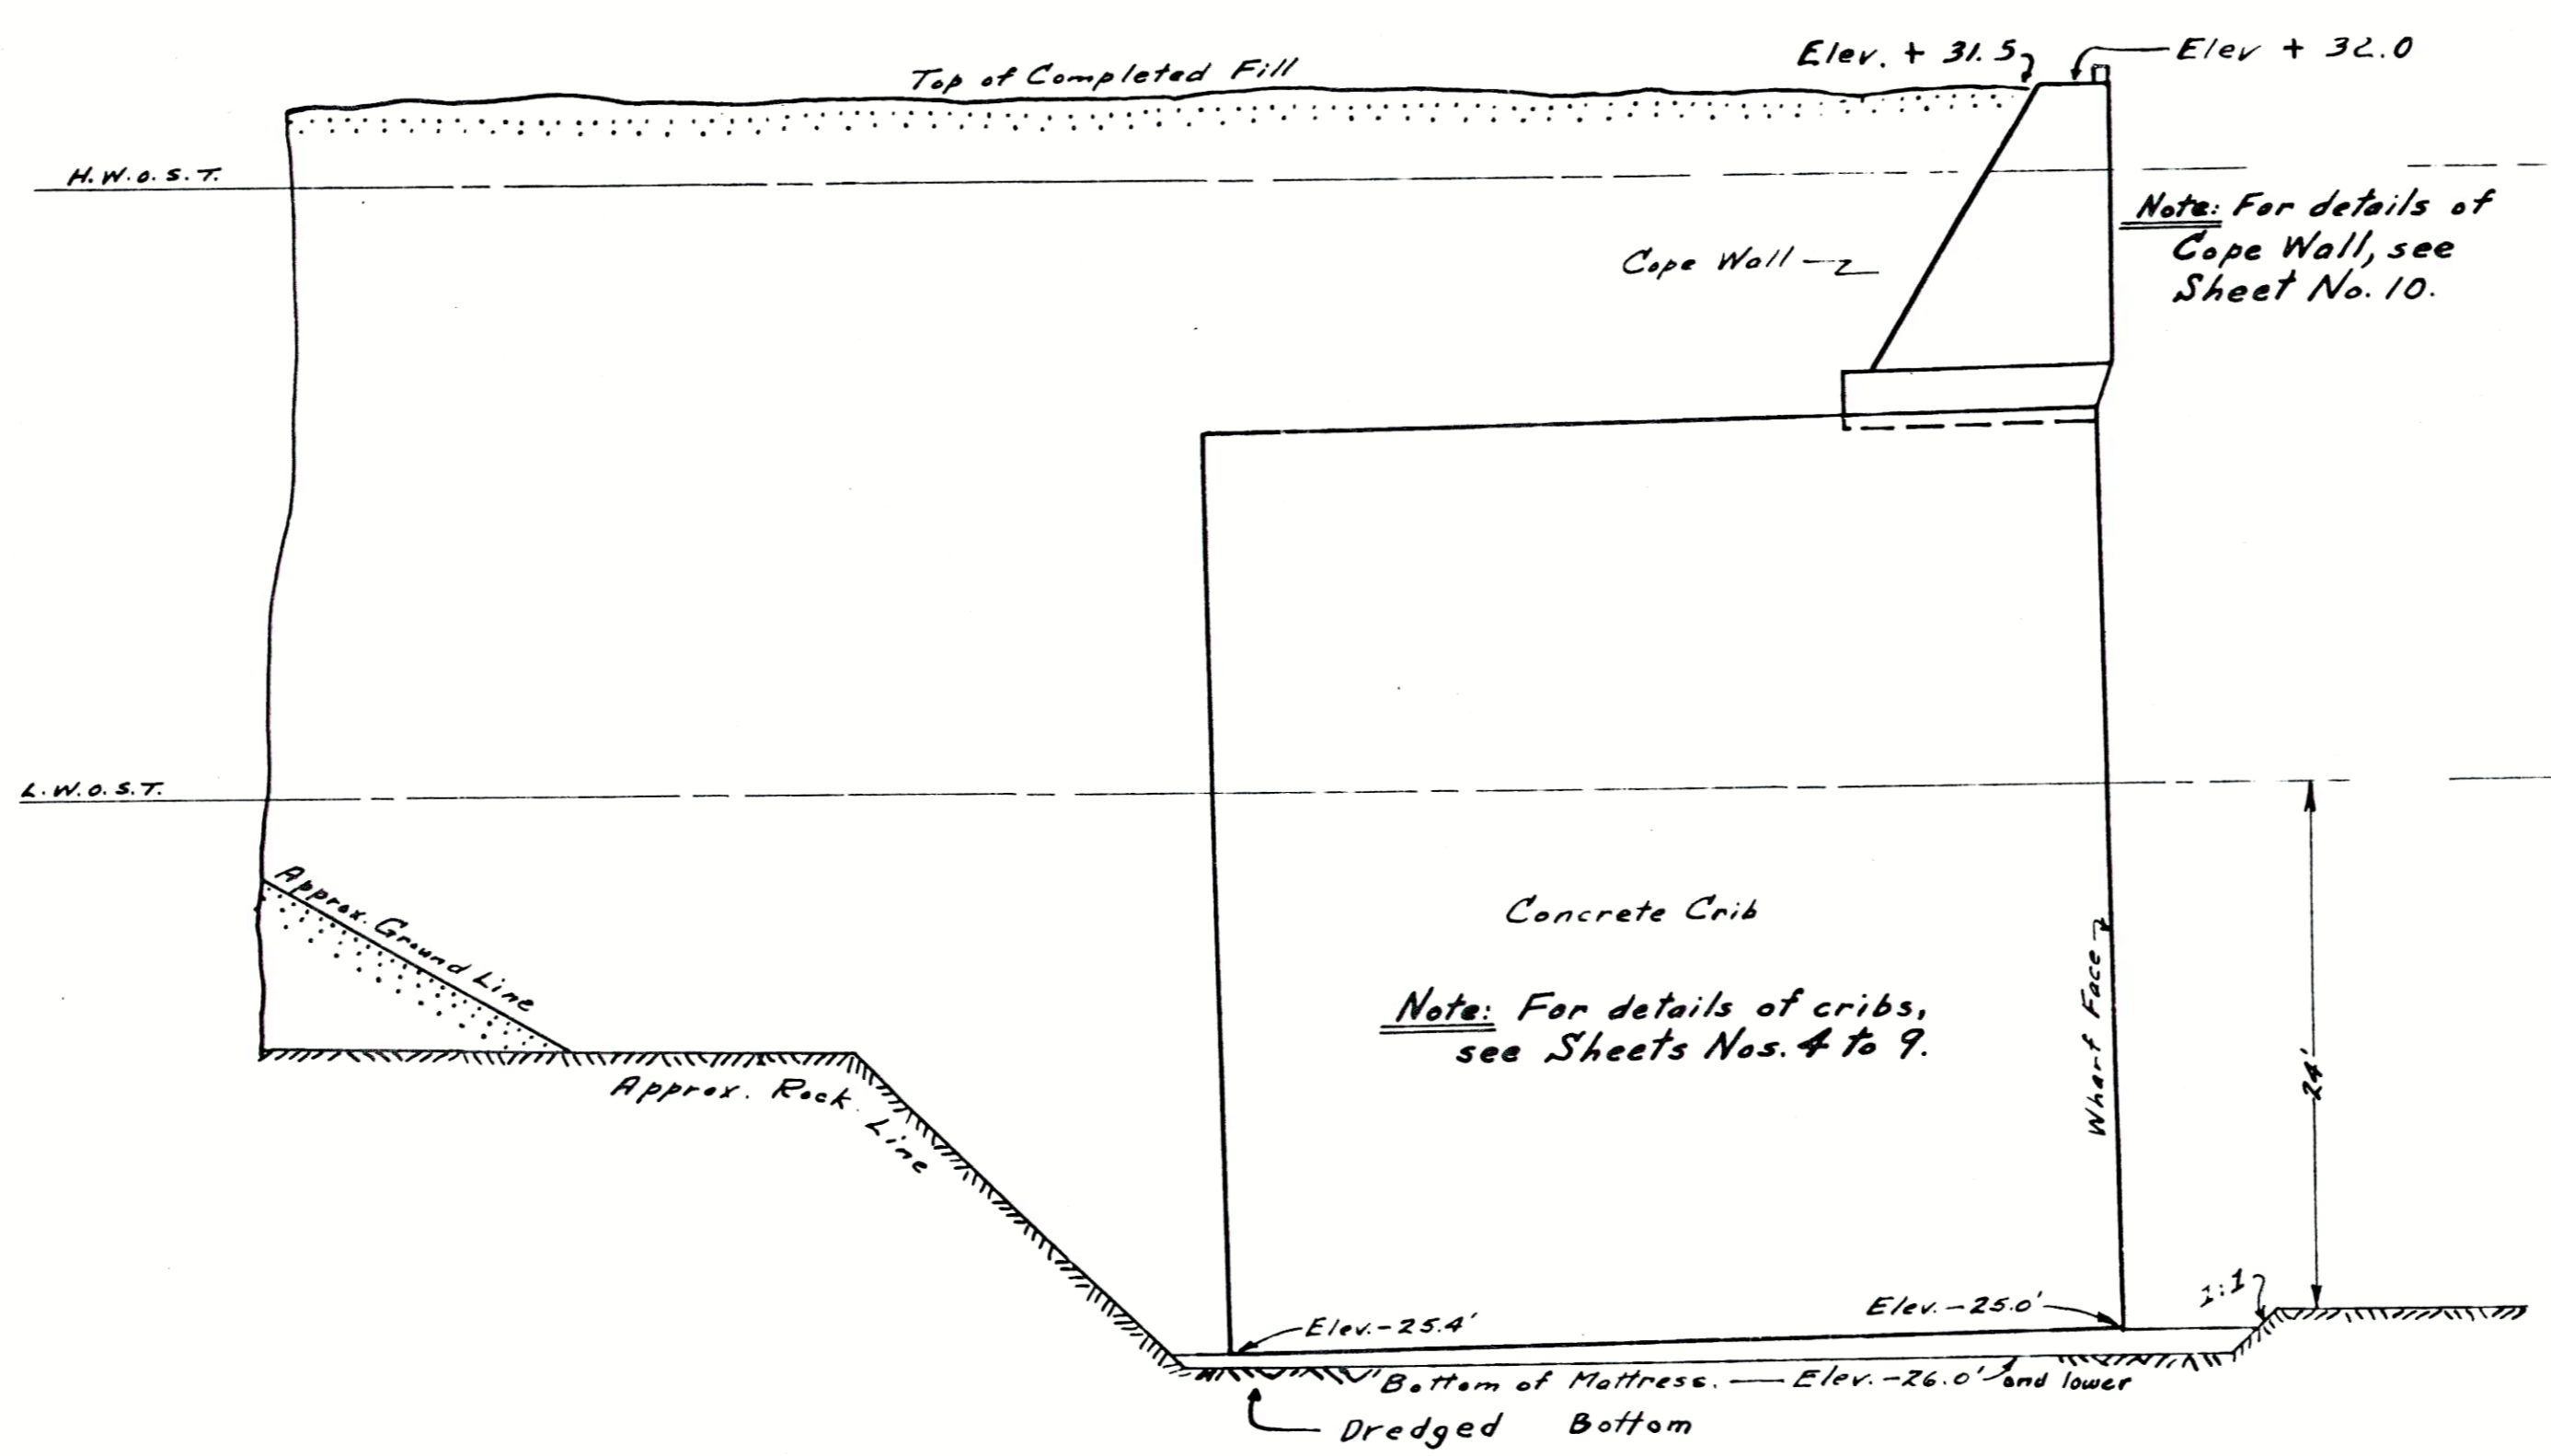 Top of Completed Fill
Elev. + 31.5
Elev + 32.0
H.W.O.S.T.
Note: For details of
Cope Wall, see
Sheet No. 10.
Cope Wall
L.W.O.S.T.
Approx. Ground Line
Concrete Crib
Note: For details of cribs,
see Sheets Nos. 4 to 9.
Wharf Face
24'
Approx. Rock Line
1:1
Elev. -25.4'
Elev. -25.0'
Bottom of Mattress. — Elev. -26.0' and lower
Dredged Bottom